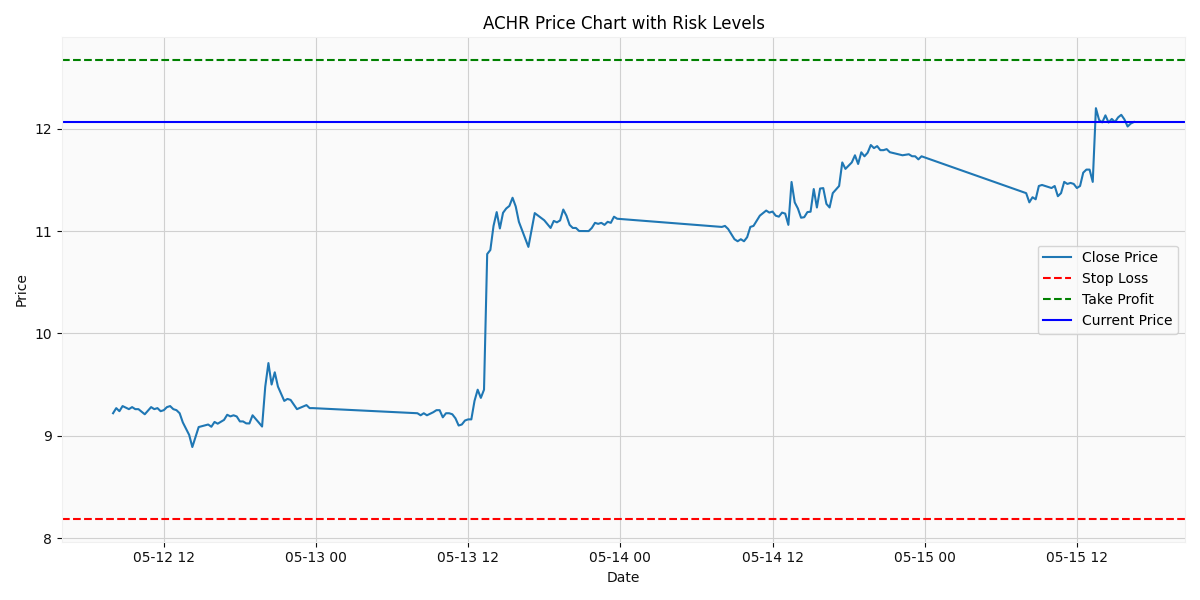 ACHR Price Chart with Risk Levels
Price
12
11
10
9
8
Close Price
Stop Loss
Take Profit
Current Price
05-12 12
05-13 00
05-13 12
05-14 00
05-14 12
05-15 00
05-15 12
Date